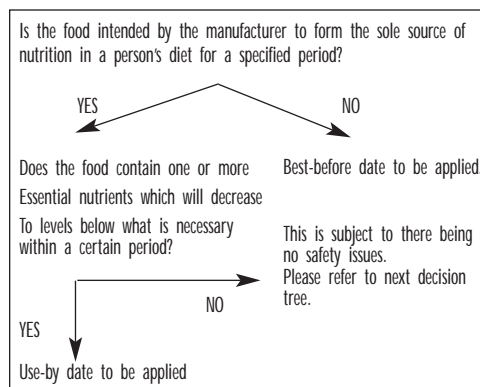 Is the food intended by the manufacturer to form the sole source of
nutrition in a person's diet for a specified period?
YES
NO
Does the food contain one or more
Essential nutrients which will decrease
To levels below what is necessary
within a certain period?
Best-before date to be applied.
This is subject to there being
no safety issues.
Please refer to next decision
tree.
NO
YES
Use-by date to be applied